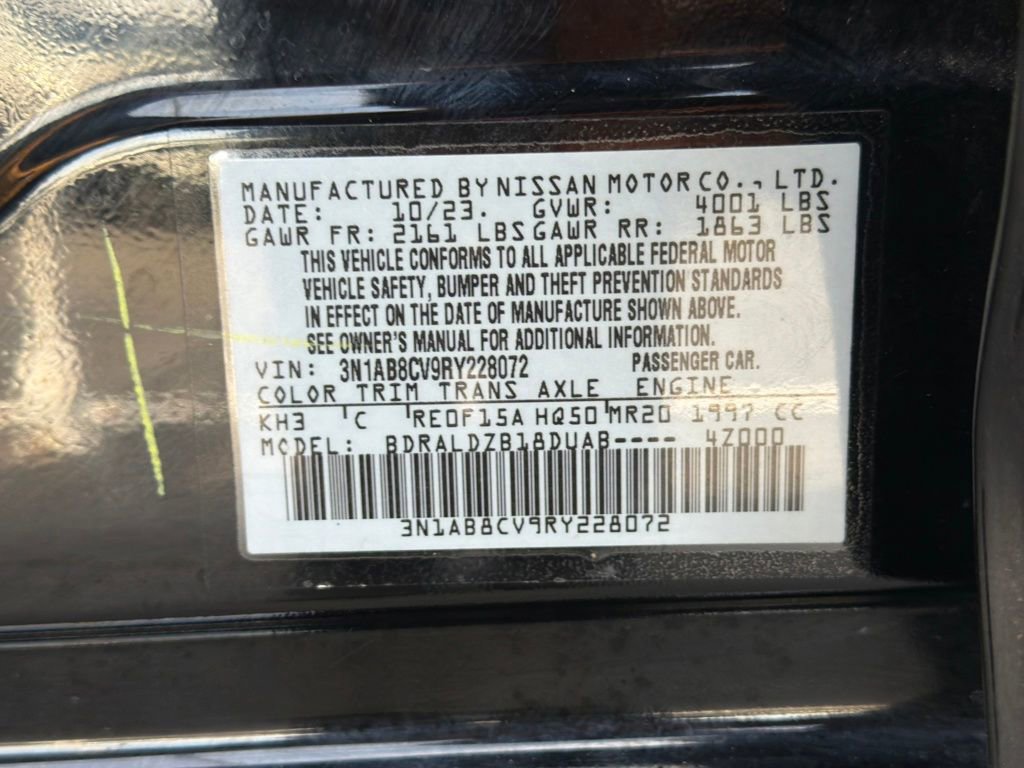 MANUFACTURED BY NISSAN MOTOR CO., LTD.
DATE: 10/23. GVWR: 4001 LBS
GAWR FR: 2161 LBS GAWR RR: 1863 LBS
THIS VEHICLE CONFORMS TO ALL APPLICABLE FEDERAL MOTOR
VEHICLE SAFETY, BUMPER AND THEFT PREVENTION STANDARDS
IN EFFECT ON THE DATE OF MANUFACTURE SHOWN ABOVE.
SEE OWNER'S MANUAL FOR ADDITIONAL INFORMATION.
VIN: 3N1AB8CV9RY228072 PASSENGER CAR.
COLOR TRIM TRANS AXLE ENGINE
KH3 'C 'RE0F15A HQ50'MR20 1997 CC
MODEL: BDRALDZB18DUAB---- 4Z000
3N1AB8CV9RY228072